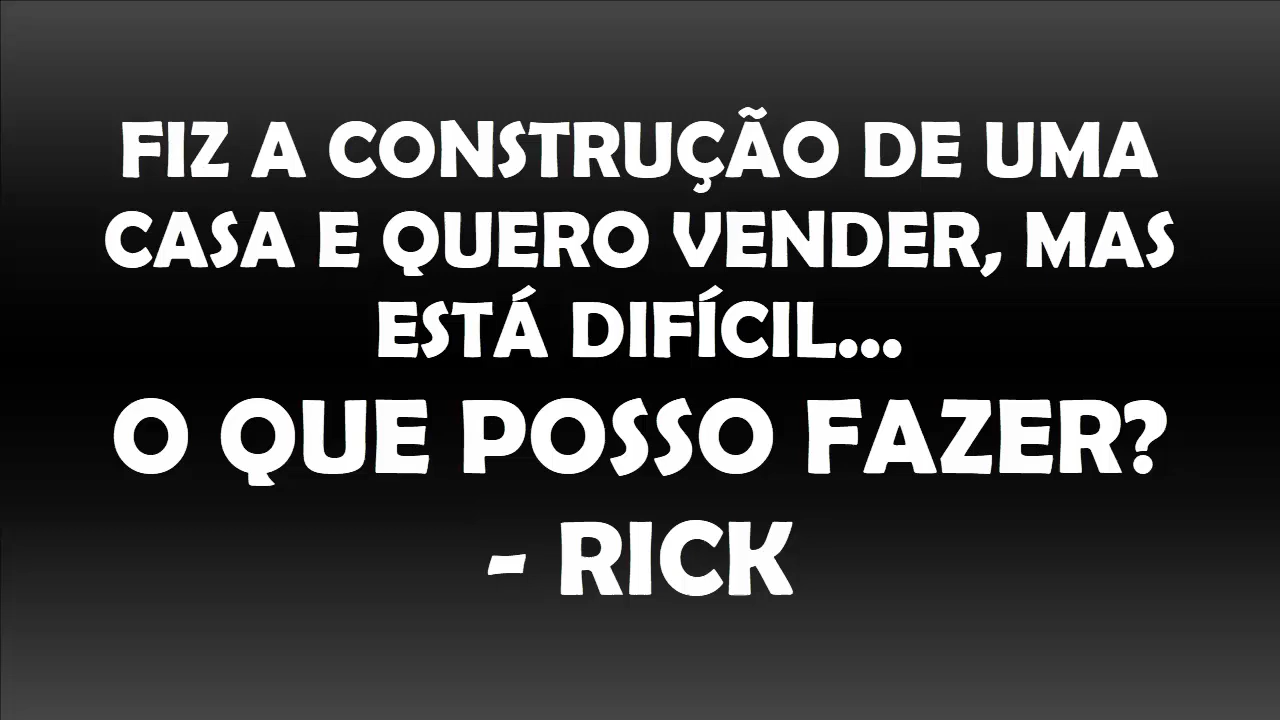 FIZ A CONSTRUÇÃO DE UMA
CASA E QUERO VENDER, MAS
ESTÁ DIFÍCIL...
O QUE POSSO FAZER?
- RICK